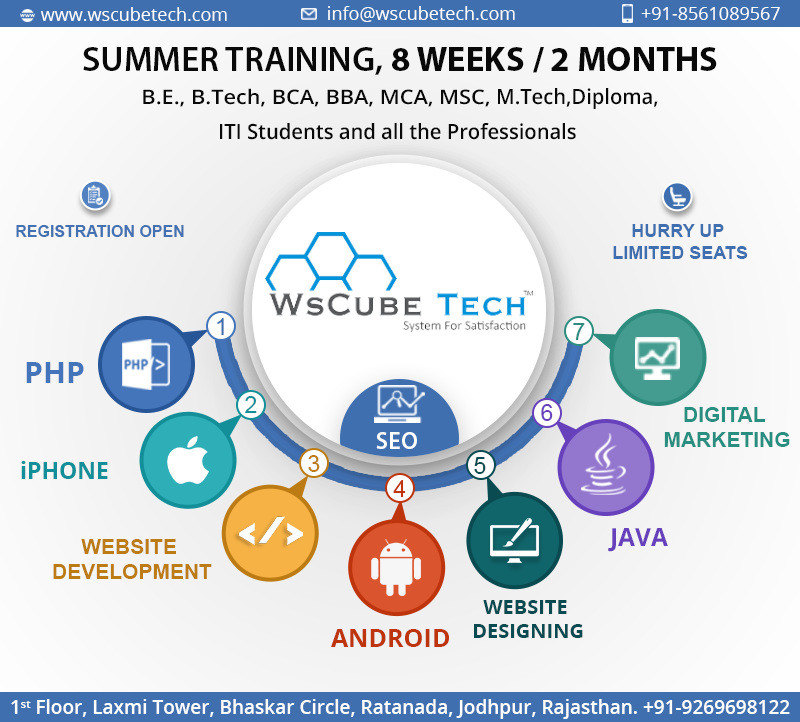 www.wscubetech.com
info@wscubetech.com
+91-8561089567
SUMMER TRAINING, 8 WEEKS / 2 MONTHS
B.E., B.Tech, BCA, BBA, MCA, MSC, M.Tech,Diploma,
ITI Students and all the Professionals
REGISTRATION OPEN
HURRY UP
LIMITED SEATS
WSCUBE TECH™
System For Satisfaction
SEO
1
PHP
PHP </>
2
iPHONE
3
</>
WEBSITE
DEVELOPMENT
4
ANDROID
5
WEBSITE
DESIGNING
6
JAVA
7
DIGITAL
MARKETING
1st Floor, Laxmi Tower, Bhaskar Circle, Ratanada, Jodhpur, Rajasthan. +91-9269698122